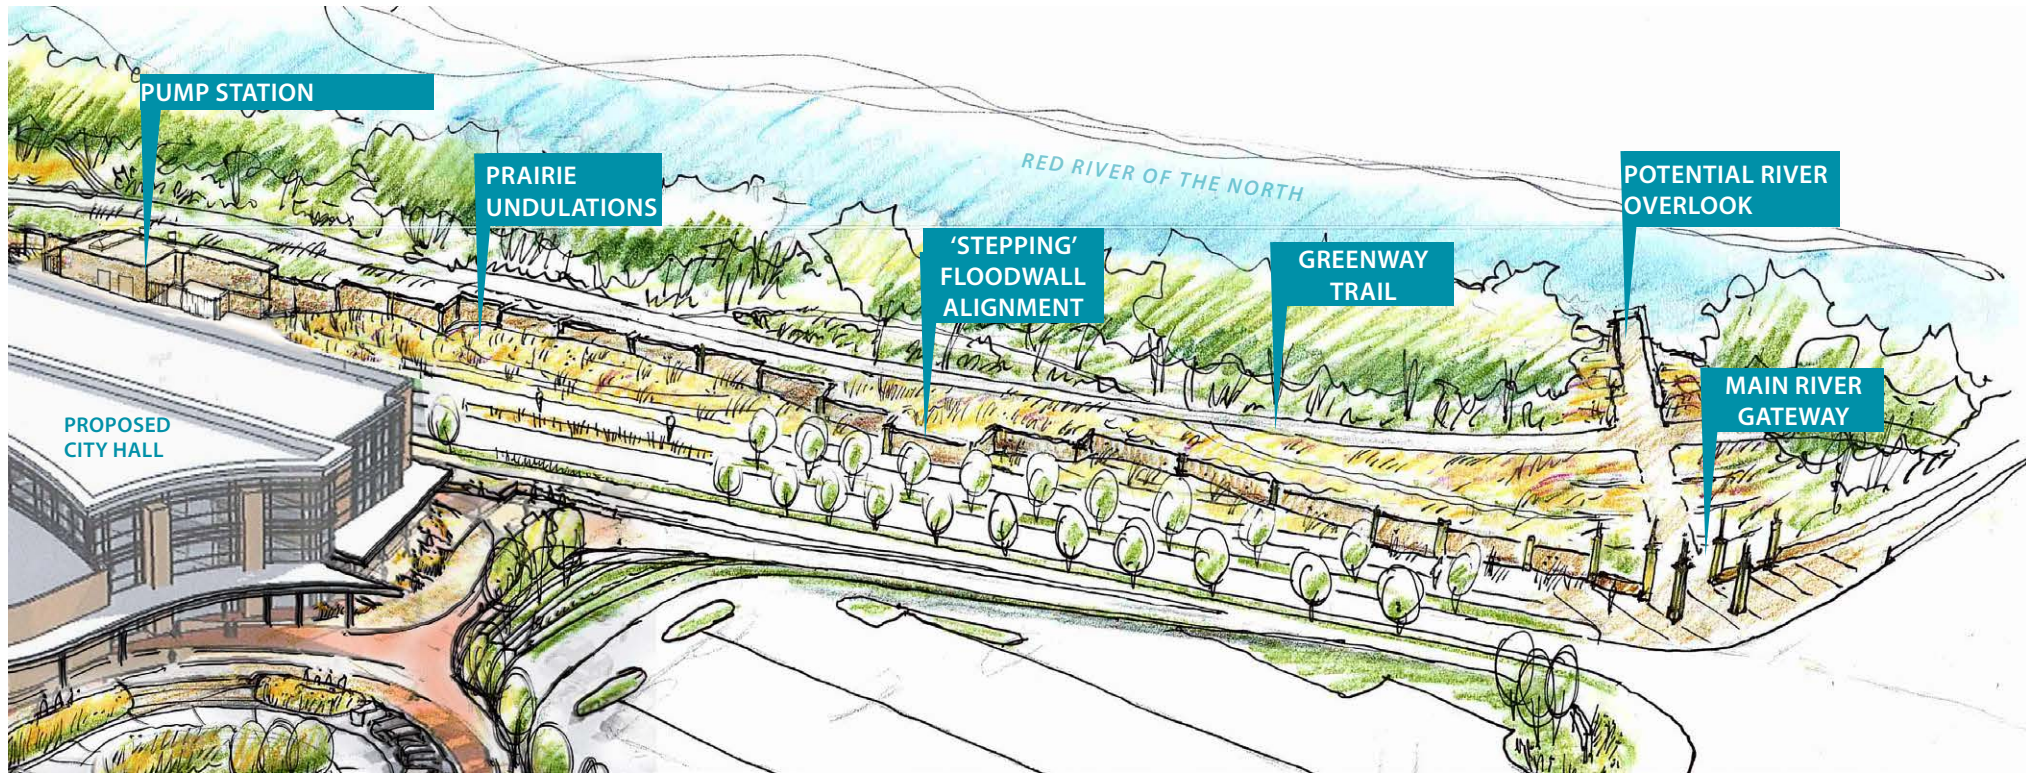 PUMP STATION
PRAIRIE
UNDULATIONS
RED RIVER OF THE NORTH
POTENTIAL RIVER
OVERLOOK
‘STEPPING’
FLOODWALL
ALIGNMENT
GREENWAY
TRAIL
MAIN RIVER
GATEWAY
PROPOSED
CITY HALL